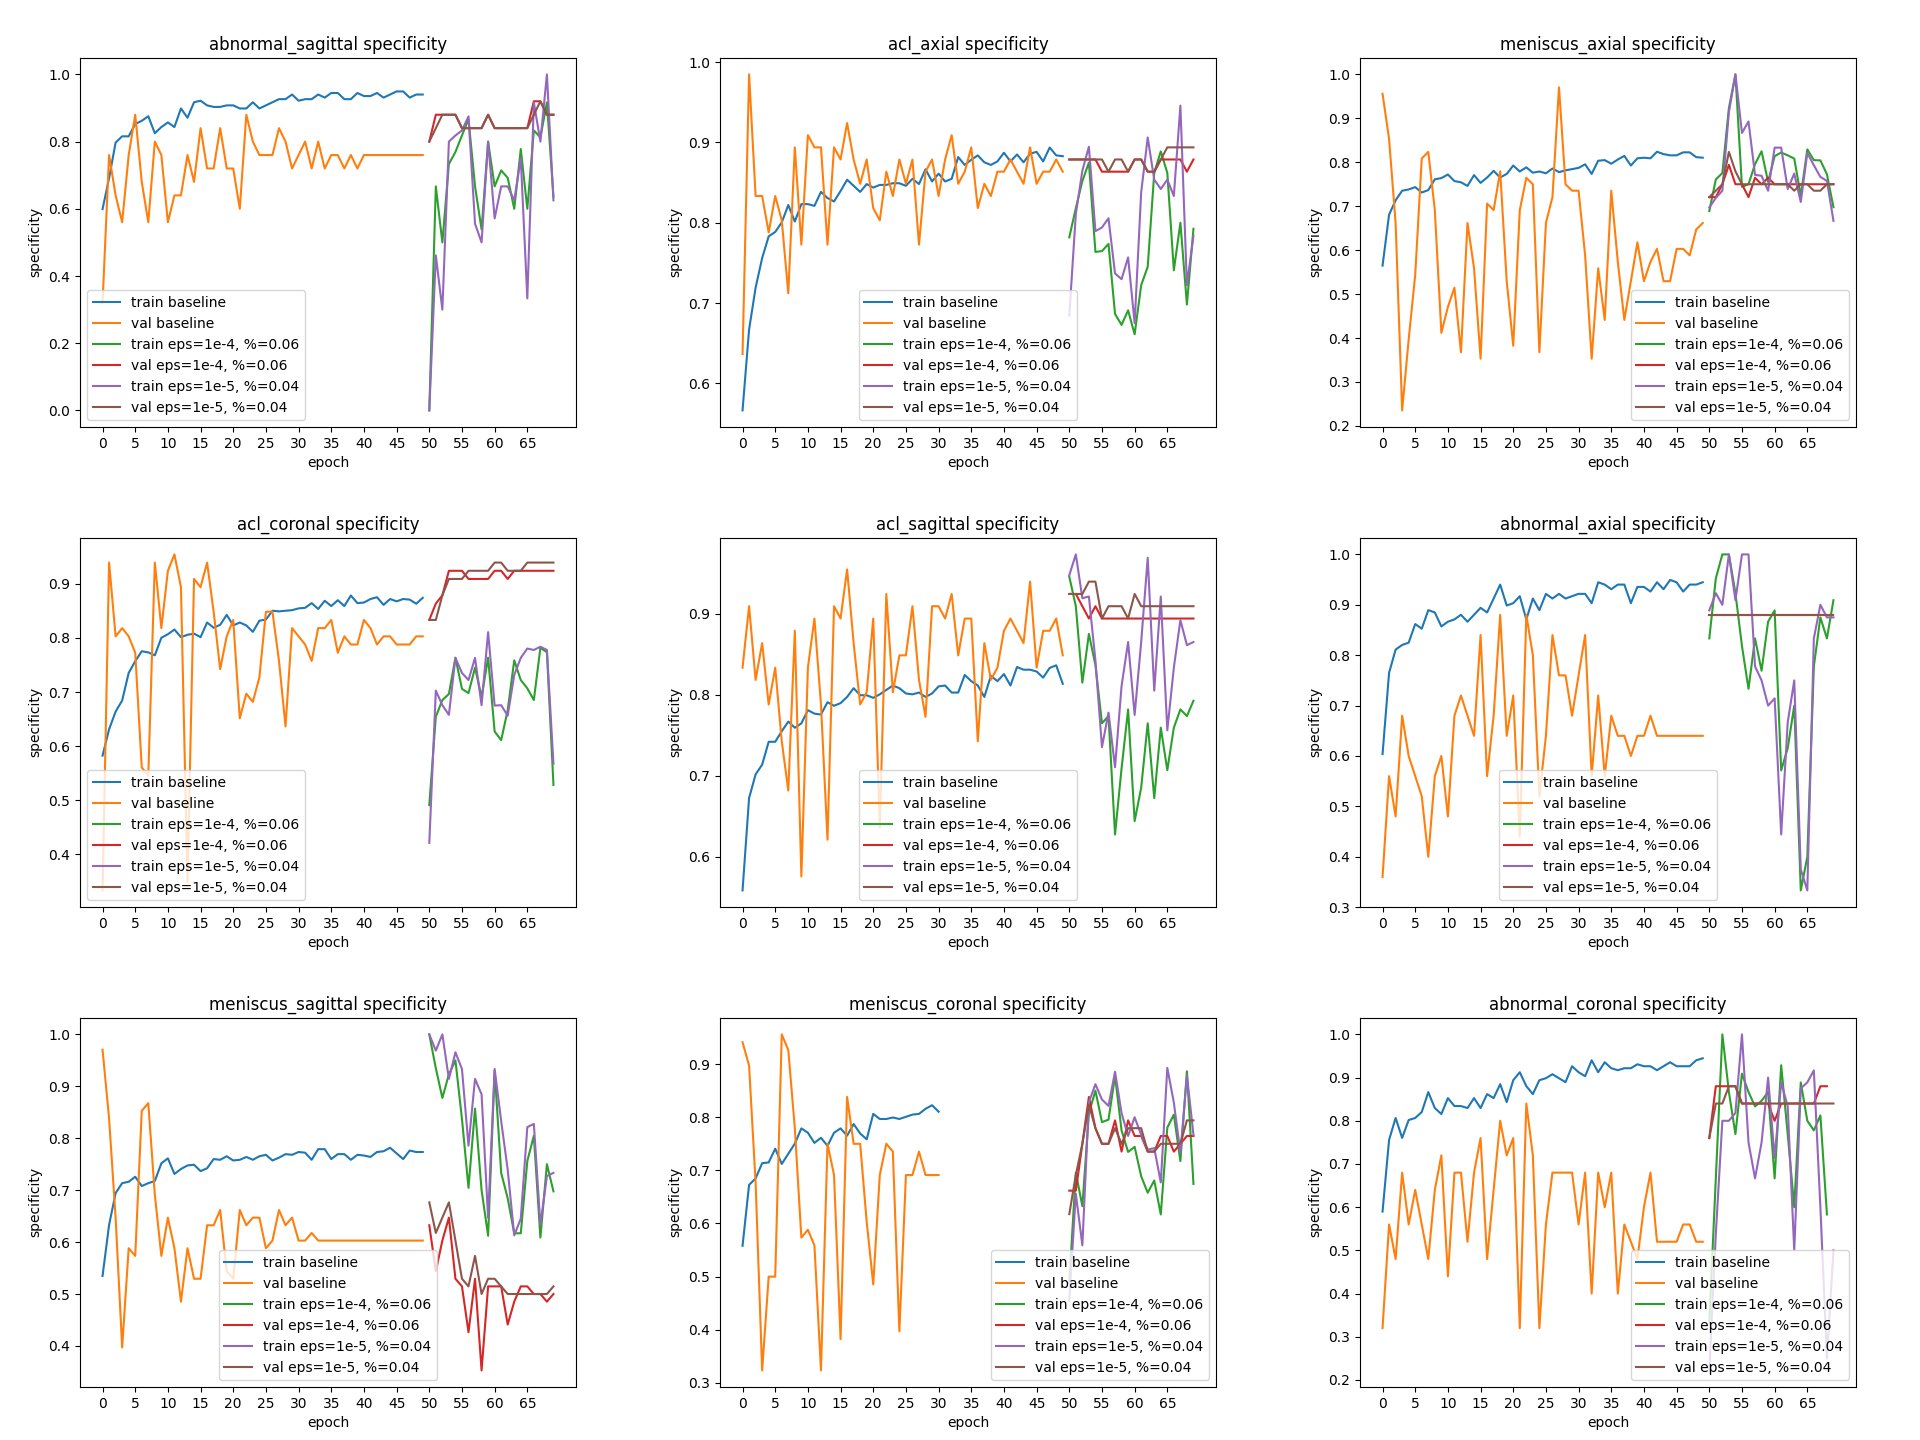 abnormal_sagittal specificity
specificity
1.0
0.8
0.6
0.4
0.2
0.0
train baseline
val baseline
train eps=1e-4, %=0.06
val eps=1e-4, %=0.06
train eps=1e-5, %=0.04
val eps=1e-5, %=0.04
0 5 10 15 20 25 30 35 40 45 50 55 60 65
epoch
acl_axial specificity
specificity
1.0
0.9
0.8
0.7
0.6
train baseline
val baseline
train eps=1e-4, %=0.06
val eps=1e-4, %=0.06
train eps=1e-5, %=0.04
val eps=1e-5, %=0.04
0 5 10 15 20 25 30 35 40 45 50 55 60 65
epoch
meniscus_axial specificity
specificity
1.0
0.9
0.8
0.7
0.6
0.5
0.4
0.3
0.2
train baseline
val baseline
train eps=1e-4, %=0.06
val eps=1e-4, %=0.06
train eps=1e-5, %=0.04
val eps=1e-5, %=0.04
0 5 10 15 20 25 30 35 40 45 50 55 60 65
epoch
acl_coronal specificity
specificity
0.9
0.8
0.7
0.6
0.5
0.4
train baseline
val baseline
train eps=1e-4, %=0.06
val eps=1e-4, %=0.06
train eps=1e-5, %=0.04
val eps=1e-5, %=0.04
0 5 10 15 20 25 30 35 40 45 50 55 60 65
epoch
acl_sagittal specificity
specificity
0.9
0.8
0.7
0.6
train baseline
val baseline
train eps=1e-4, %=0.06
val eps=1e-4, %=0.06
train eps=1e-5, %=0.04
val eps=1e-5, %=0.04
0 5 10 15 20 25 30 35 40 45 50 55 60 65
epoch
abnormal_axial specificity
specificity
1.0
0.9
0.8
0.7
0.6
0.5
0.4
0.3
train baseline
val baseline
train eps=1e-4, %=0.06
val eps=1e-4, %=0.06
train eps=1e-5, %=0.04
val eps=1e-5, %=0.04
0 5 10 15 20 25 30 35 40 45 50 55 60 65
epoch
meniscus_sagittal specificity
specificity
1.0
0.9
0.8
0.7
0.6
0.5
0.4
train baseline
val baseline
train eps=1e-4, %=0.06
val eps=1e-4, %=0.06
train eps=1e-5, %=0.04
val eps=1e-5, %=0.04
0 5 10 15 20 25 30 35 40 45 50 55 60 65
epoch
meniscus_coronal specificity
specificity
0.9
0.8
0.7
0.6
0.5
0.4
0.3
train baseline
val baseline
train eps=1e-4, %=0.06
val eps=1e-4, %=0.06
train eps=1e-5, %=0.04
val eps=1e-5, %=0.04
0 5 10 15 20 25 30 35 40 45 50 55 60 65
epoch
abnormal_coronal specificity
specificity
1.0
0.9
0.8
0.7
0.6
0.5
0.4
0.3
0.2
train baseline
val baseline
train eps=1e-4, %=0.06
val eps=1e-4, %=0.06
train eps=1e-5, %=0.04
val eps=1e-5, %=0.04
0 5 10 15 20 25 30 35 40 45 50 55 60 65
epoch